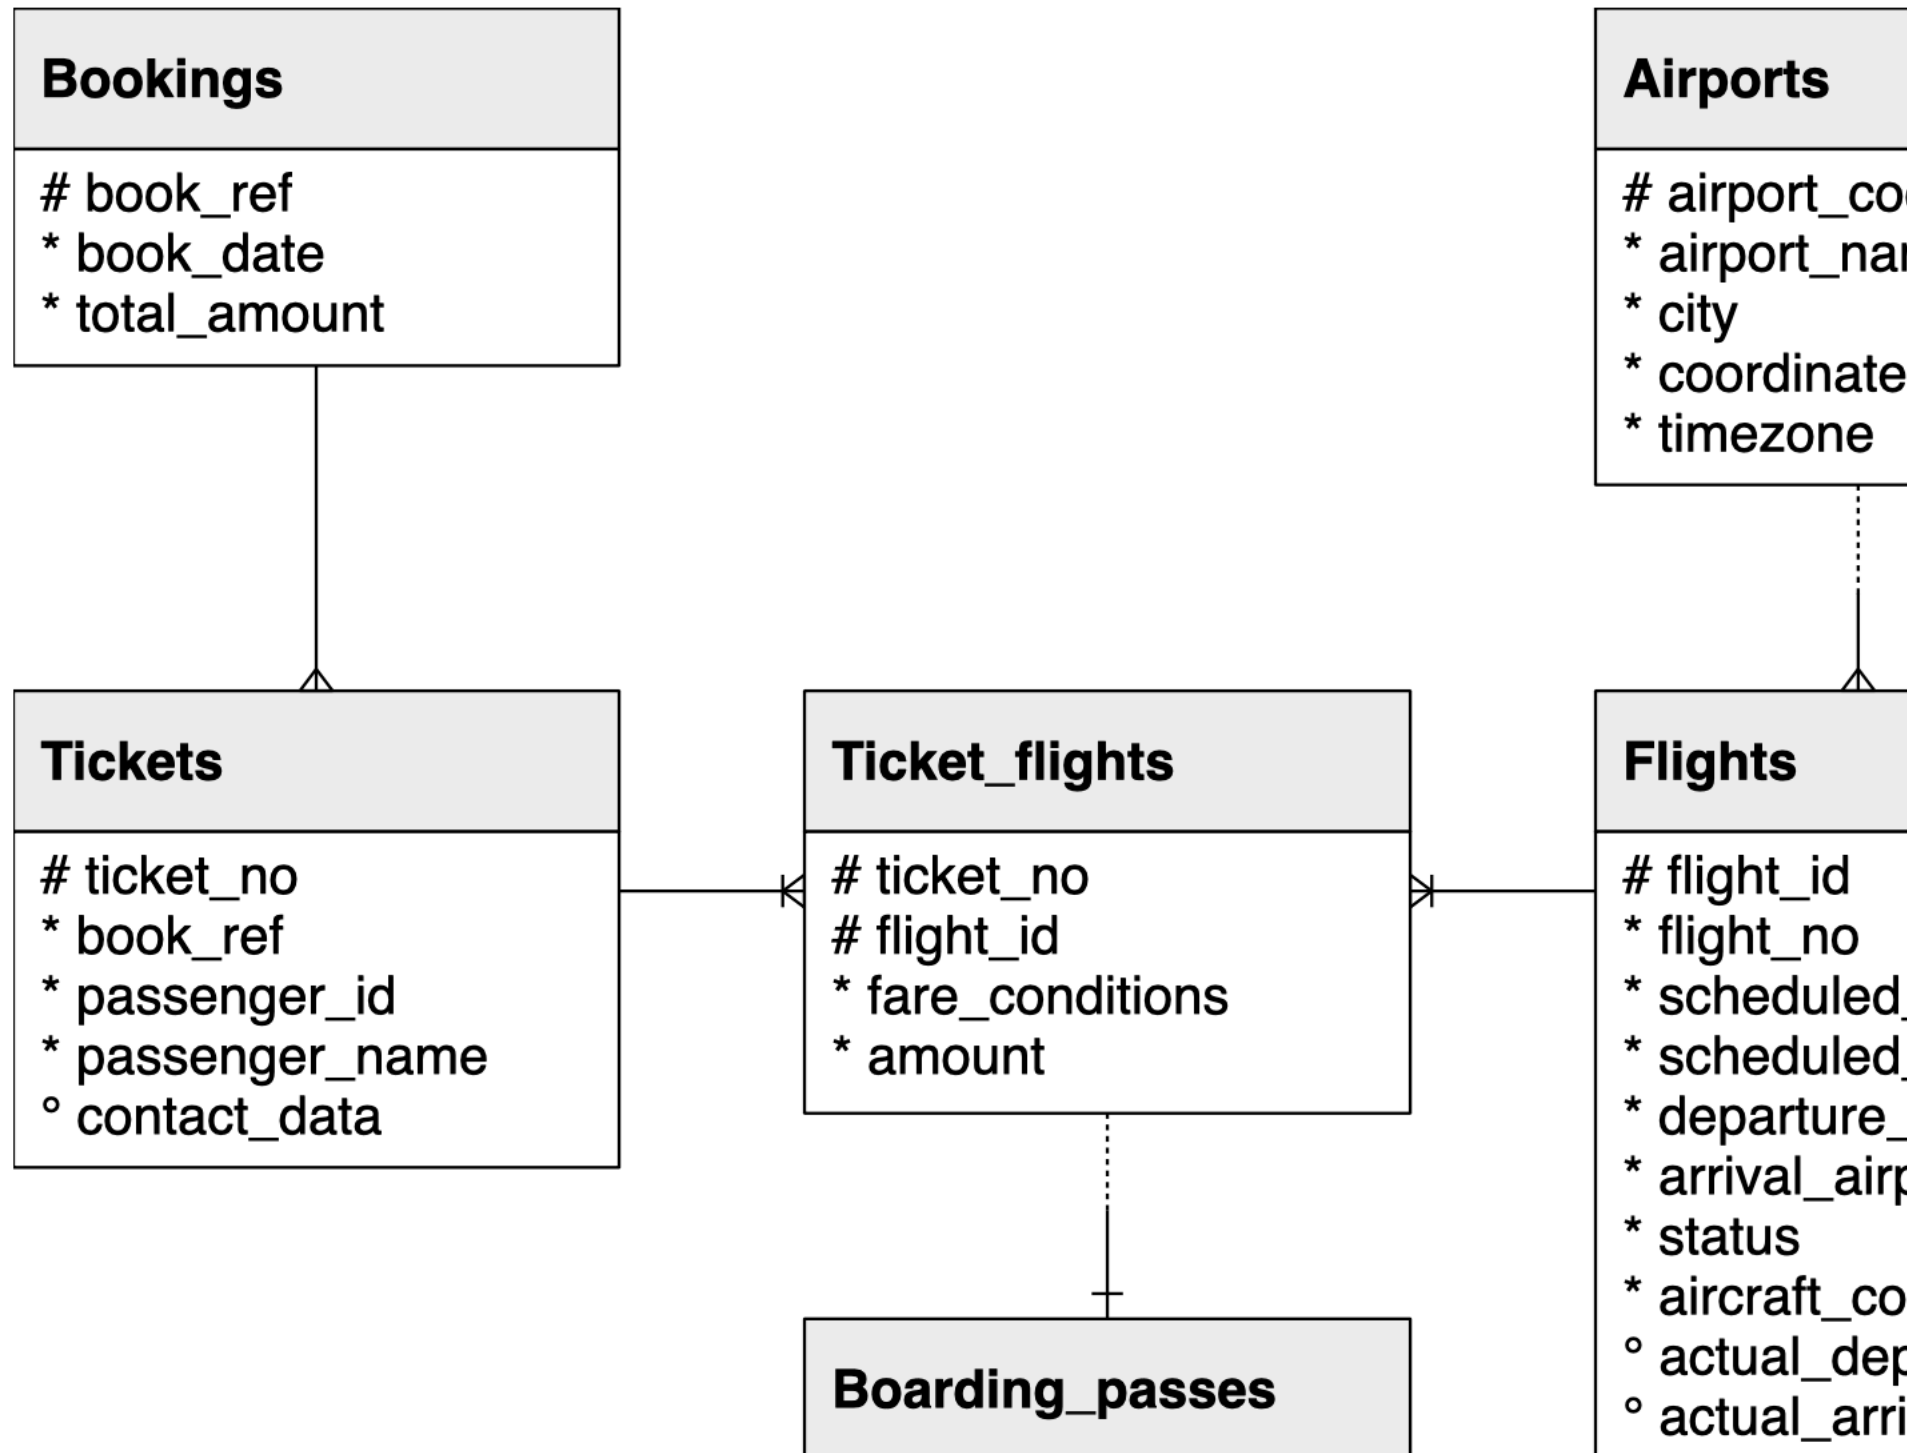 Bookings
# book_ref
* book_date
* total_amount
Airports
# airport_co
* airport_na
* city
* coordinate
* timezone
Tickets
# ticket_no
* book_ref
* passenger_id
* passenger_name
° contact_data
Ticket_flights
# ticket_no
# flight_id
* fare_conditions
* amount
Flights
# flight_id
* flight_no
* scheduled_
* scheduled_
* departure_
* arrival_airp
* status
* aircraft_co
° actual_dep
° actual_arri
Boarding_passes